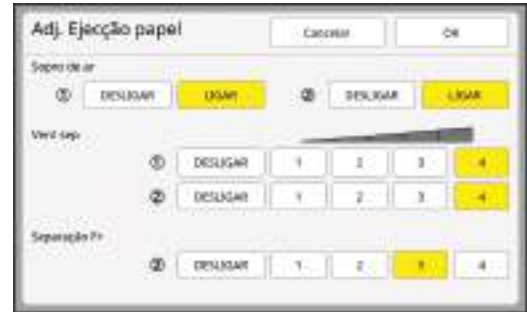 Adj. Ejecção papel Cancelar OK
Sopro de ar
① DESLIGAR LIGAR ② DESLIGAR LIGAR
Vent sep
① DESLIGAR 1 2 3 4
② DESLIGAR 1 2 3 4
Separação F+
② DESLIGAR 1 2 3 4